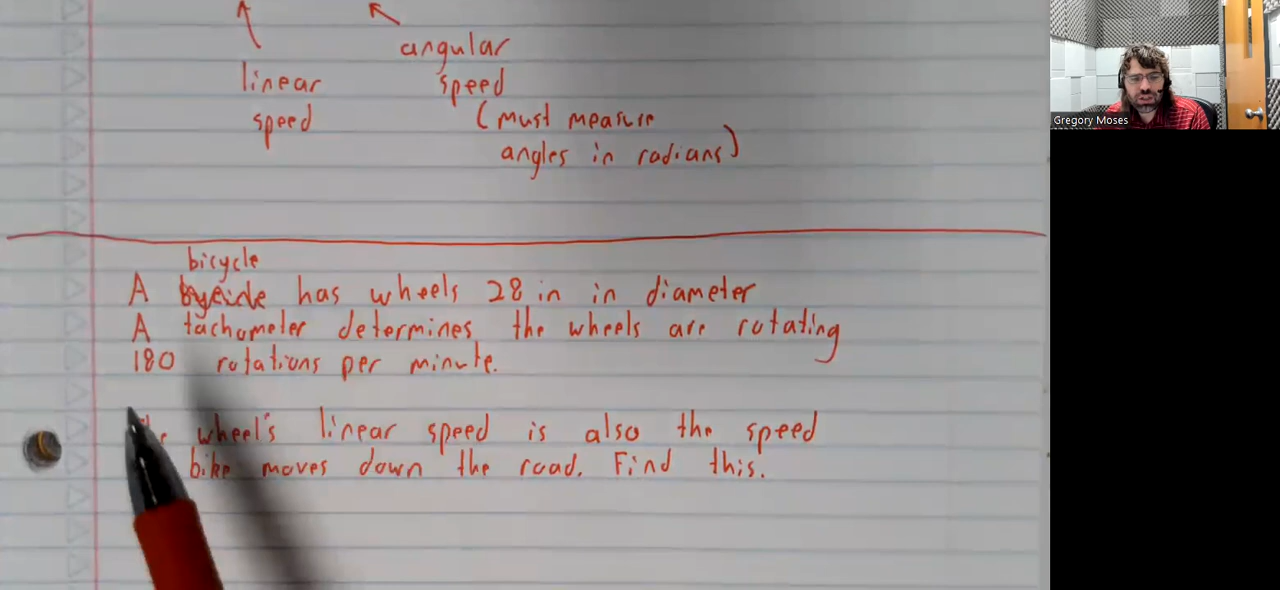 linear
speed
angular
speed
(must measure
angles in radians)
bicycle
A has wheels 28 in in diameter
A tachometer determines the wheels are rotating
180 rotations per minute.
wheel's linear speed is also the speed
bike moves down the road. Find this.
Gregory Moses